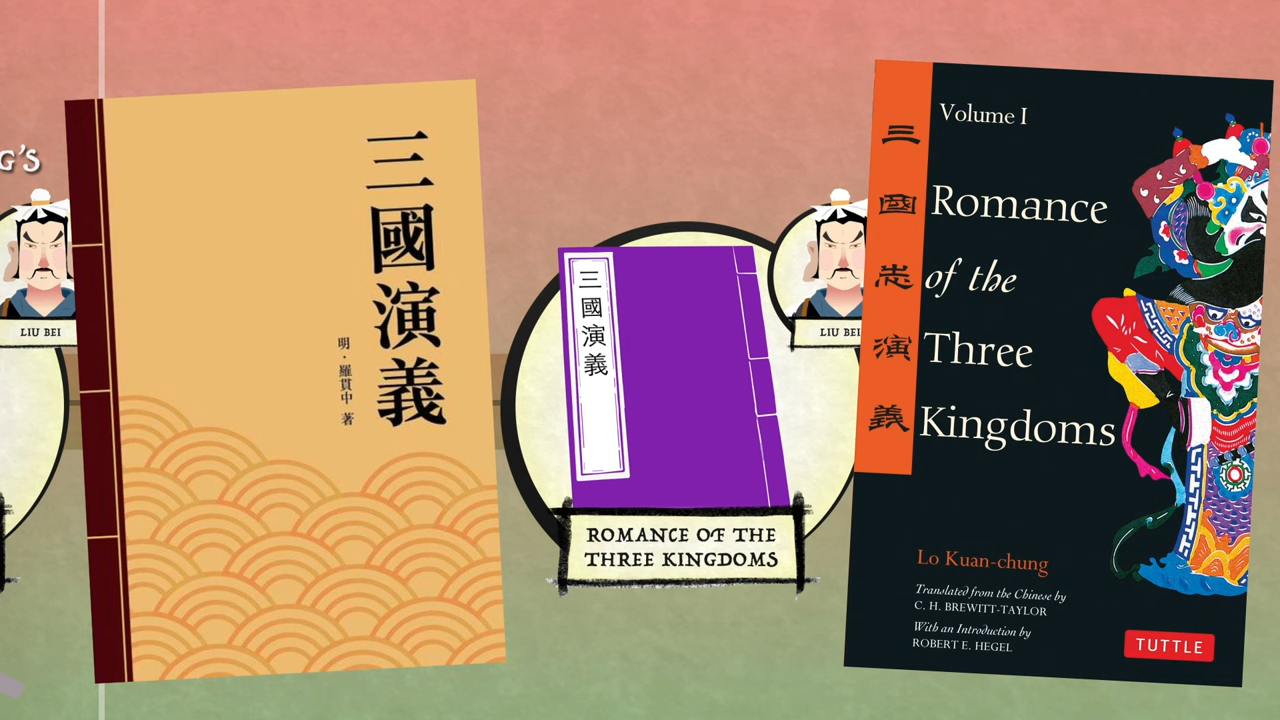 G'S
LIU BEI
三國演義
明·羅貫中 著
三國演義
ROMANCE OF THE
THREE KINGDOMS
LIU BEI
三國志演義
Volume I
Romance
of the
Three
Kingdoms
Lo Kuan-chung
Translated from the Chinese by
C. H. BREWITT-TAYLOR
With an Introduction by
ROBERT E. HEGEL
TUTTLE